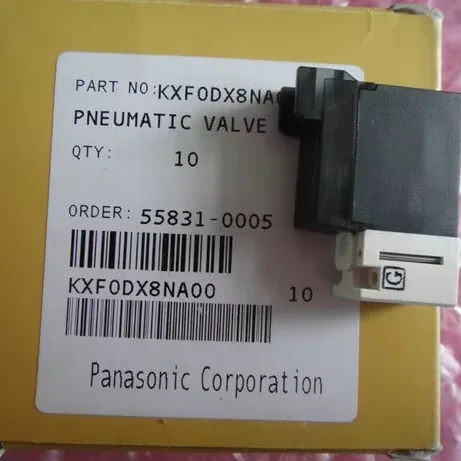 PART NO:KXF0DX8NA
PNEUMATIC VALVE
QTY: 10
ORDER: 55831-0005
KXF0DX8NA00 10
Panasonic Corporation
G